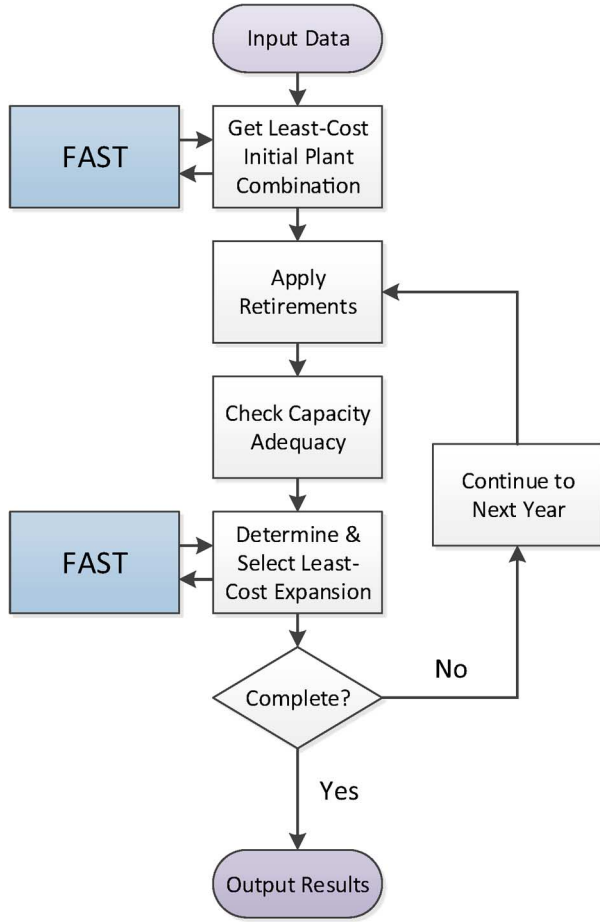 Input Data
FAST
Get Least-Cost
Initial Plant
Combination
Apply
Retirements
Check Capacity
Adequacy
Continue to
Next Year
FAST
Determine &
Select Least-
Cost Expansion
Complete?
No
Yes
Output Results